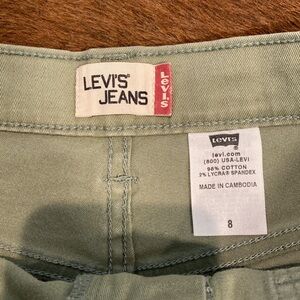 LEVI'S
JEANS
Levi's
Levi's
levi.com
(800) USA-LEVI
98% COTTON
2% LYCRA® SPANDEX
MADE IN CAMBODIA
8